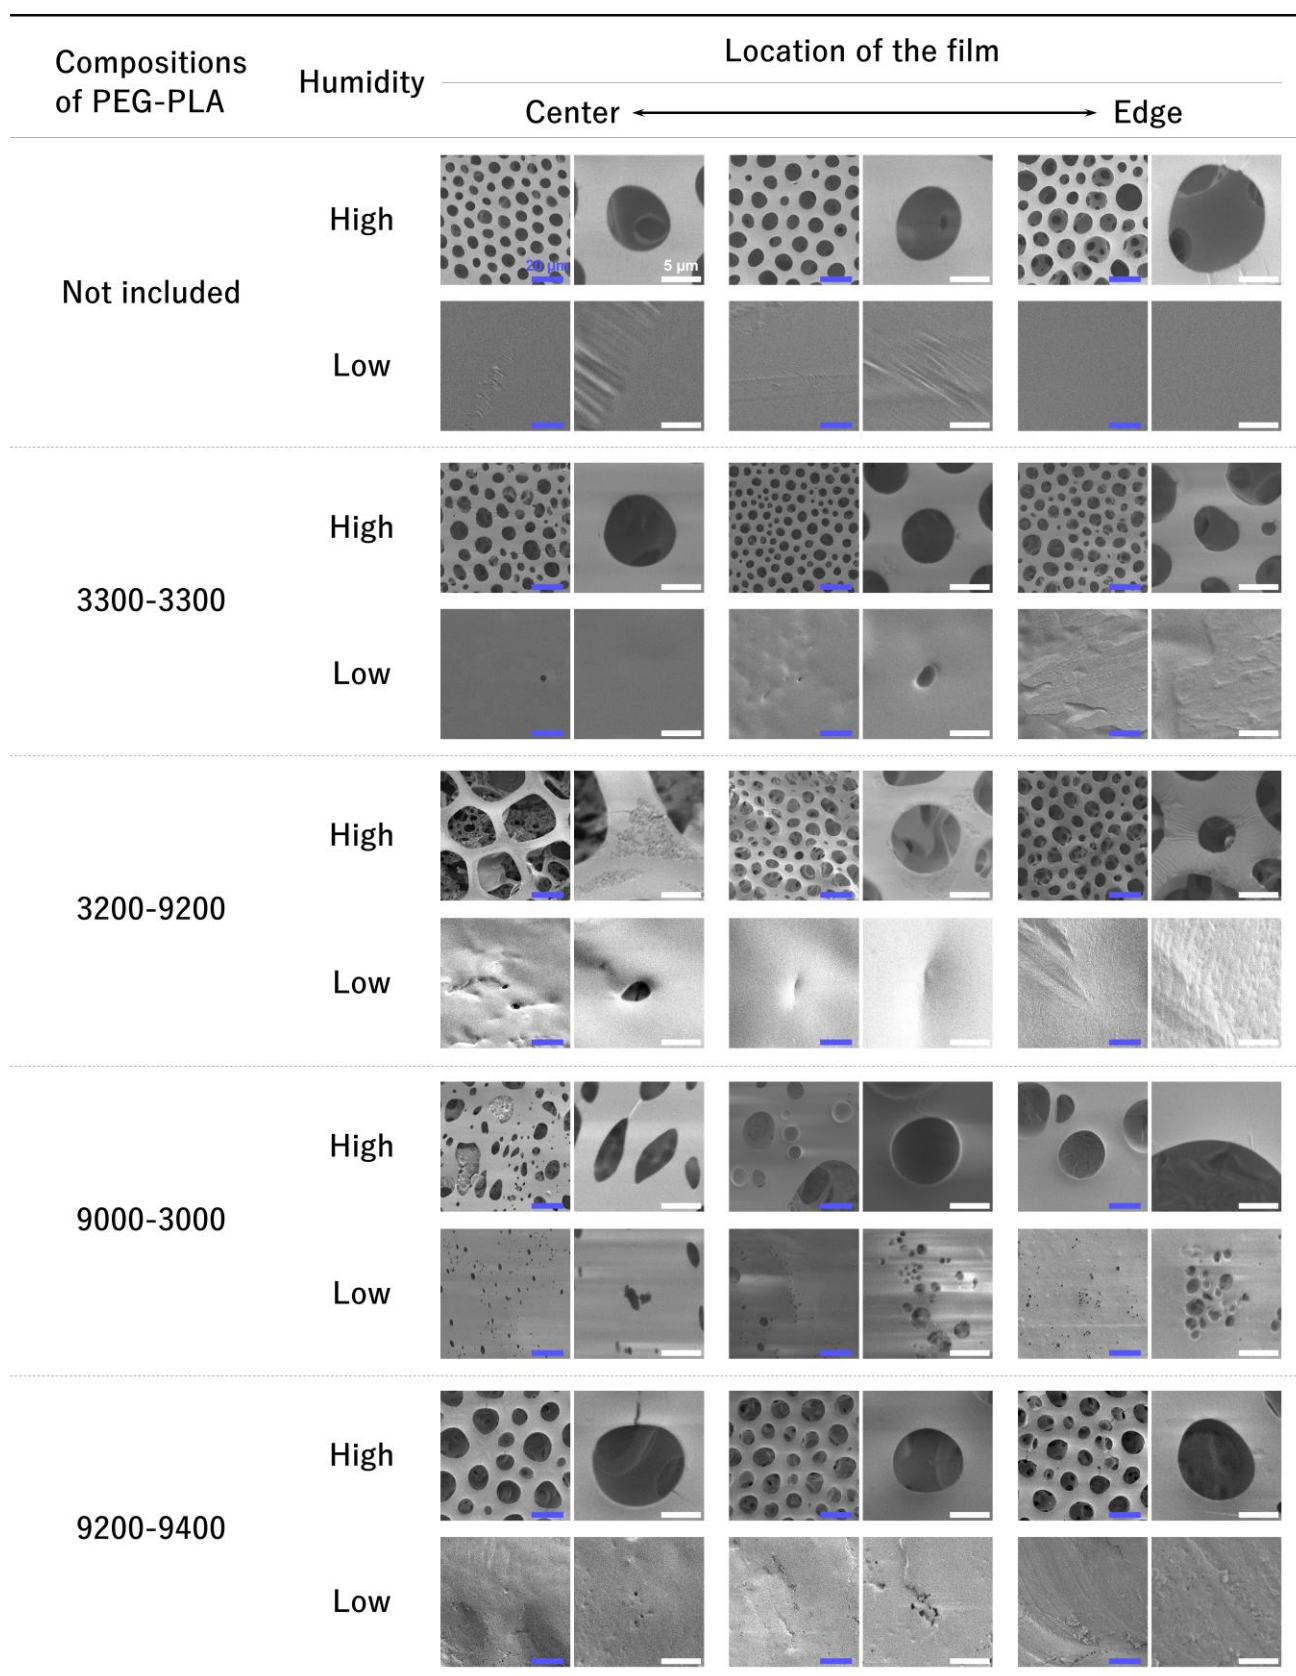 Compositions
of PEG-PLA
Humidity
Location of the film
Center
Edge
Not included
High
20 μm
5 μm
Low
3300-3300
High
Low
3200-9200
High
Low
9000-3000
High
Low
9200-9400
High
Low